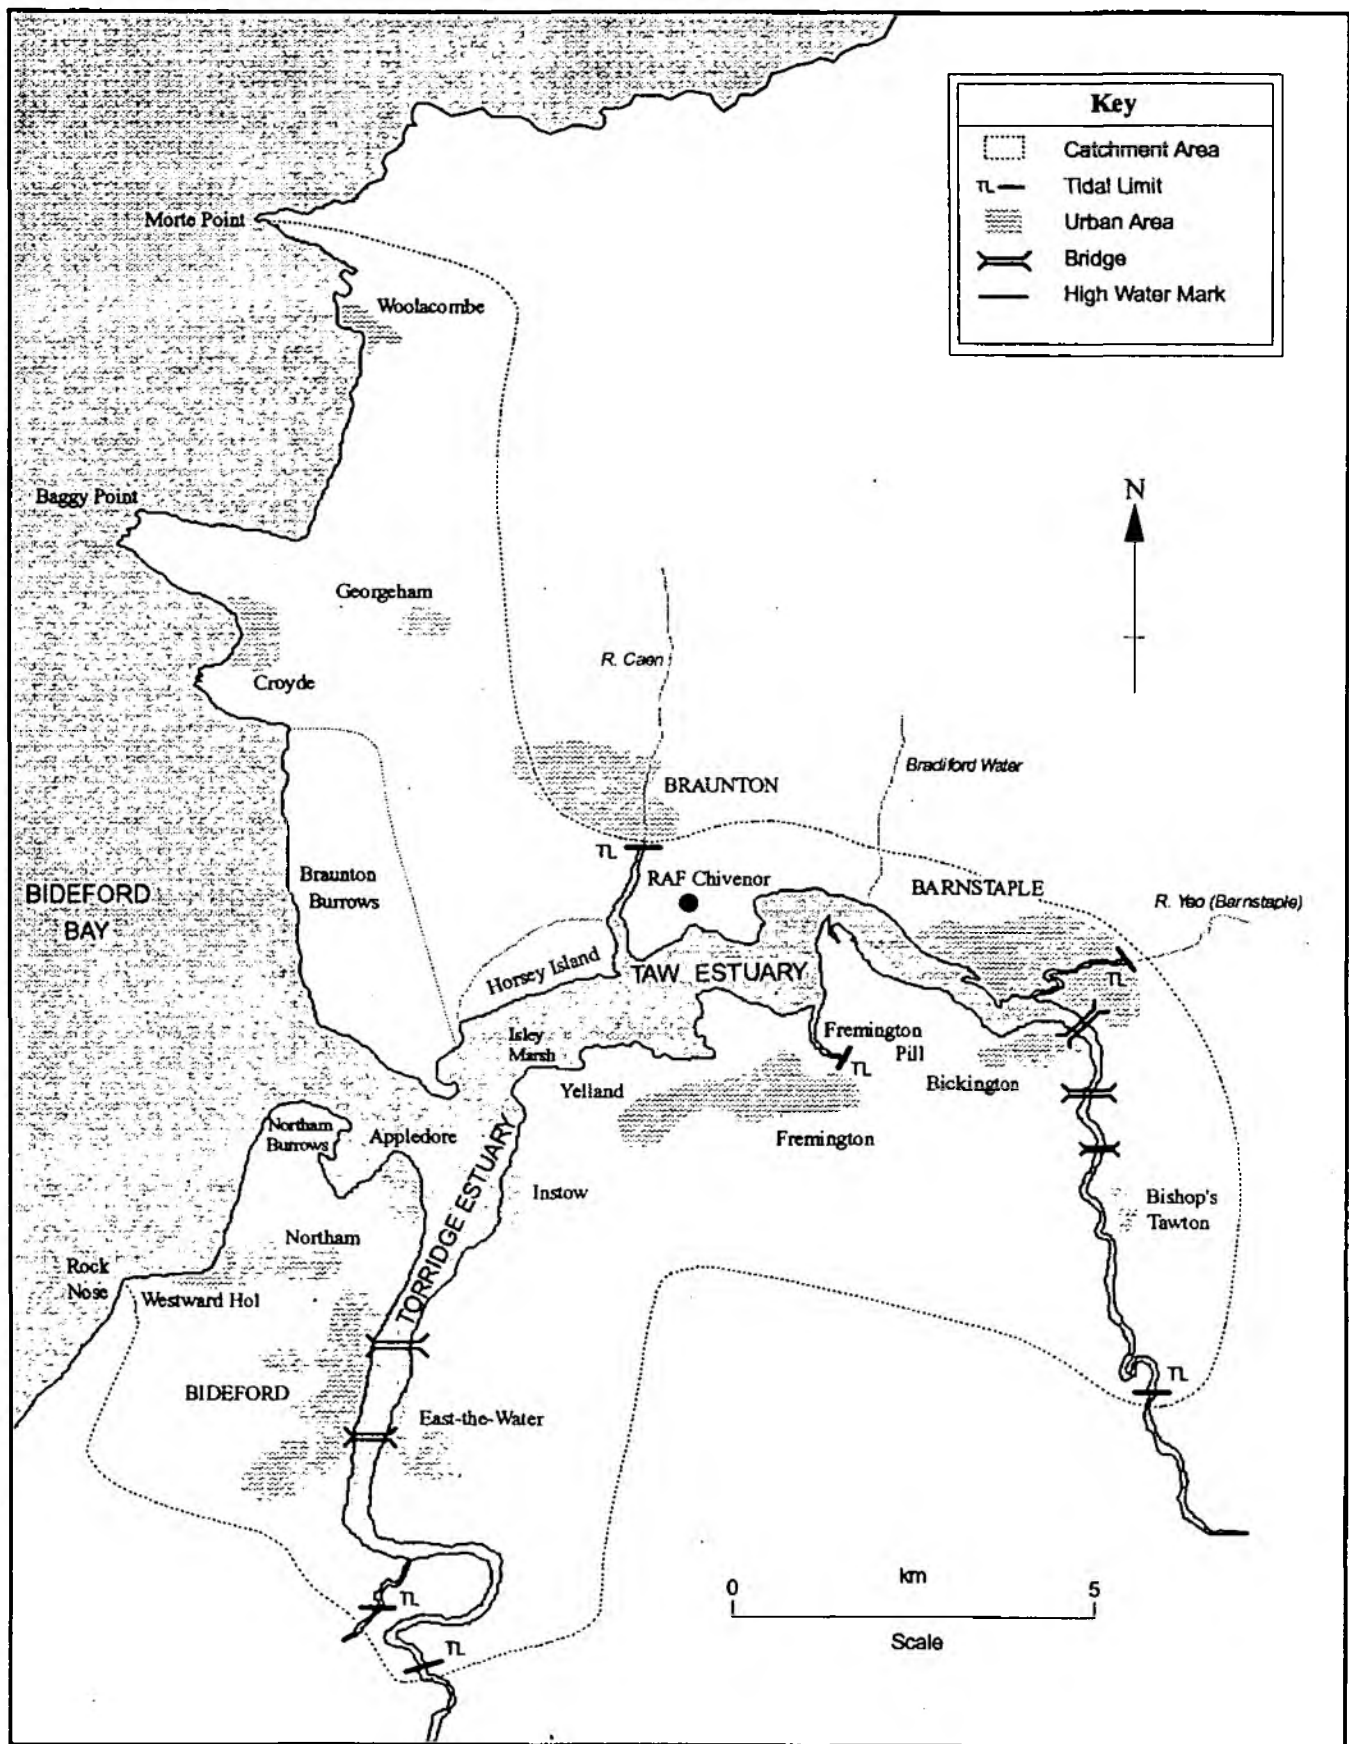 Key
Catchment Area
TL Tidal Limit
Urban Area
Bridge
High Water Mark
Morte Point
Woolacombe
Baggy Point
N
Georgeham
R. Caen
Croyde
Bradiford Water
BRAUNTON
TL
RAF Chivenor
Braunton
Burrows
BIDEFORD
BAY
BARNSTAPLE
R. Yeo (Barnstaple)
Horsey Island
TAW ESTUARY
TL
Isley
Marsh
Fremington
Pill
TL
Yelland
Bickington
Northam
Burrows
Appledore
Fremington
TORRIDGE ESTUARY
Instow
Bishop's
Tawton
Northam
Rock
Nose
Westward Ho!
TL
BIDEFORD
East-the-Water
TL
TL
km
0 5
Scale